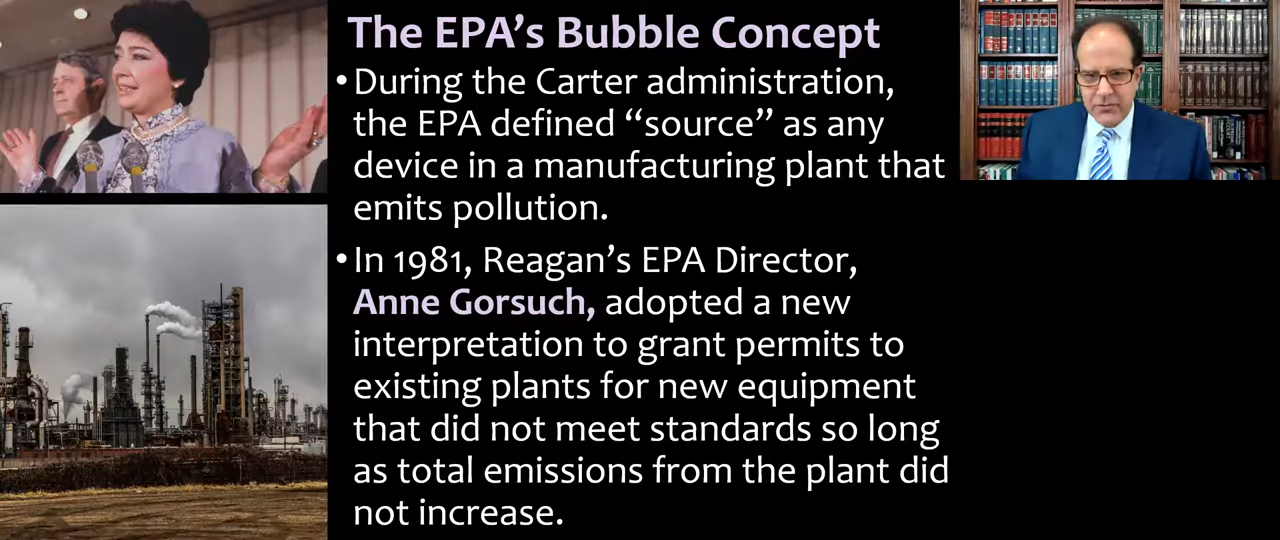 The EPA’s Bubble Concept
• During the Carter administration,
the EPA defined “source” as any
device in a manufacturing plant that
emits pollution.
• In 1981, Reagan’s EPA Director,
Anne Gorsuch, adopted a new
interpretation to grant permits to
existing plants for new equipment
that did not meet standards so long
as total emissions from the plant did
not increase.